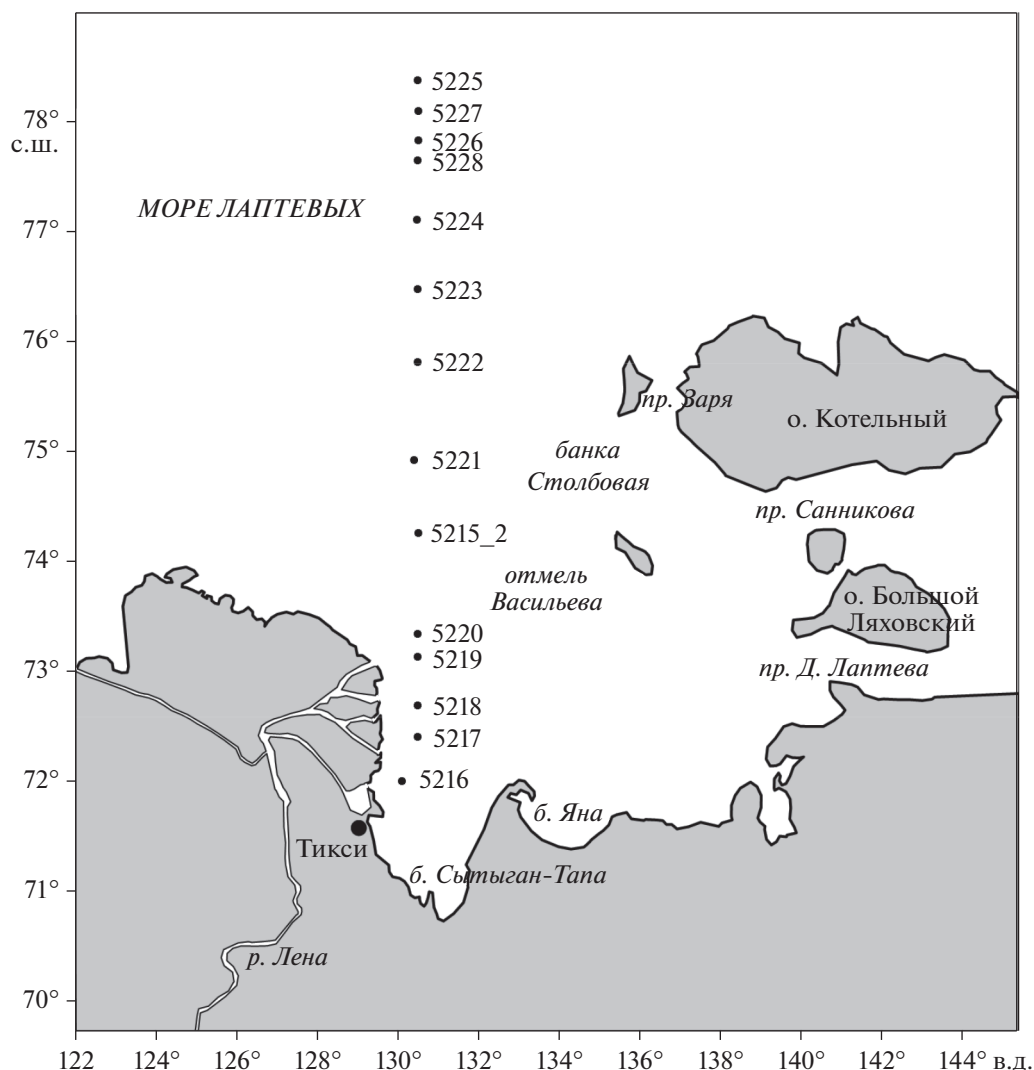 5225
5227
78°
с.ш.
5226
5228
МОРЕ ЛАПТЕВЫХ
5224
77°
5223
76°
5222
пр. Заря
о. Котельный
75°
5221
банка
Столбовая
пр. Санникова
5215_2
74°
отмель
Васильева
о. Большой
Ляховский
5220
5219
73°
пр. Д. Лаптева
5218
5217
72°
5216
б. Яна
Тикси
71°
б. Сытыган-Тапа
р. Лена
70°
122 124° 126° 128° 130° 132° 134° 136° 138° 140° 142° 144° в.д.